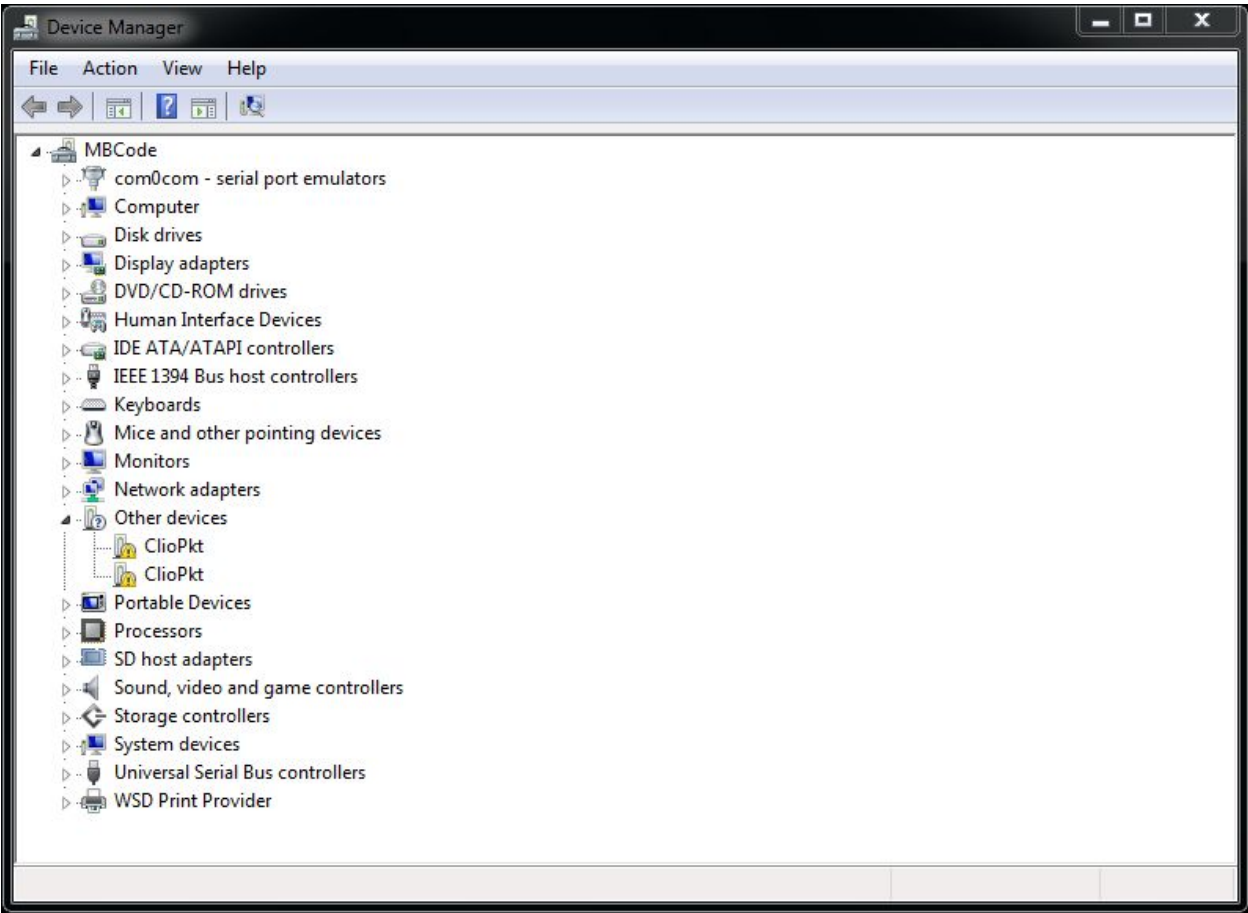 Device Manager
File Action View Help
MBCode
com0com - serial port emulators
Computer
Disk drives
Display adapters
DVD/CD-ROM drives
Human Interface Devices
IDE ATA/ATAPI controllers
IEEE 1394 Bus host controllers
Keyboards
Mice and other pointing devices
Monitors
Network adapters
Other devices
ClioPkt
ClioPkt
Portable Devices
Processors
SD host adapters
Sound, video and game controllers
Storage controllers
System devices
Universal Serial Bus controllers
WSD Print Provider